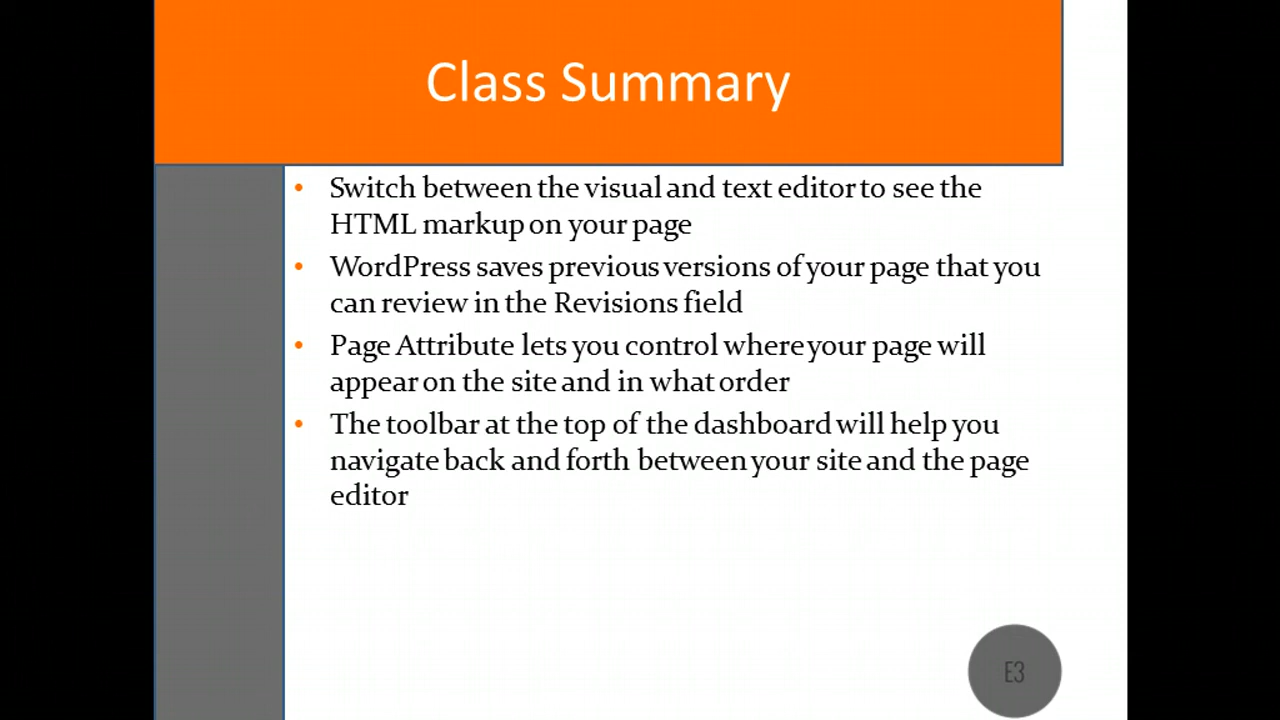 Class Summary
• Switch between the visual and text editor to see the
HTML markup on your page
• WordPress saves previous versions of your page that you
can review in the Revisions field
• Page Attribute lets you control where your page will
appear on the site and in what order
• The toolbar at the top of the dashboard will help you
navigate back and forth between your site and the page
editor
E3